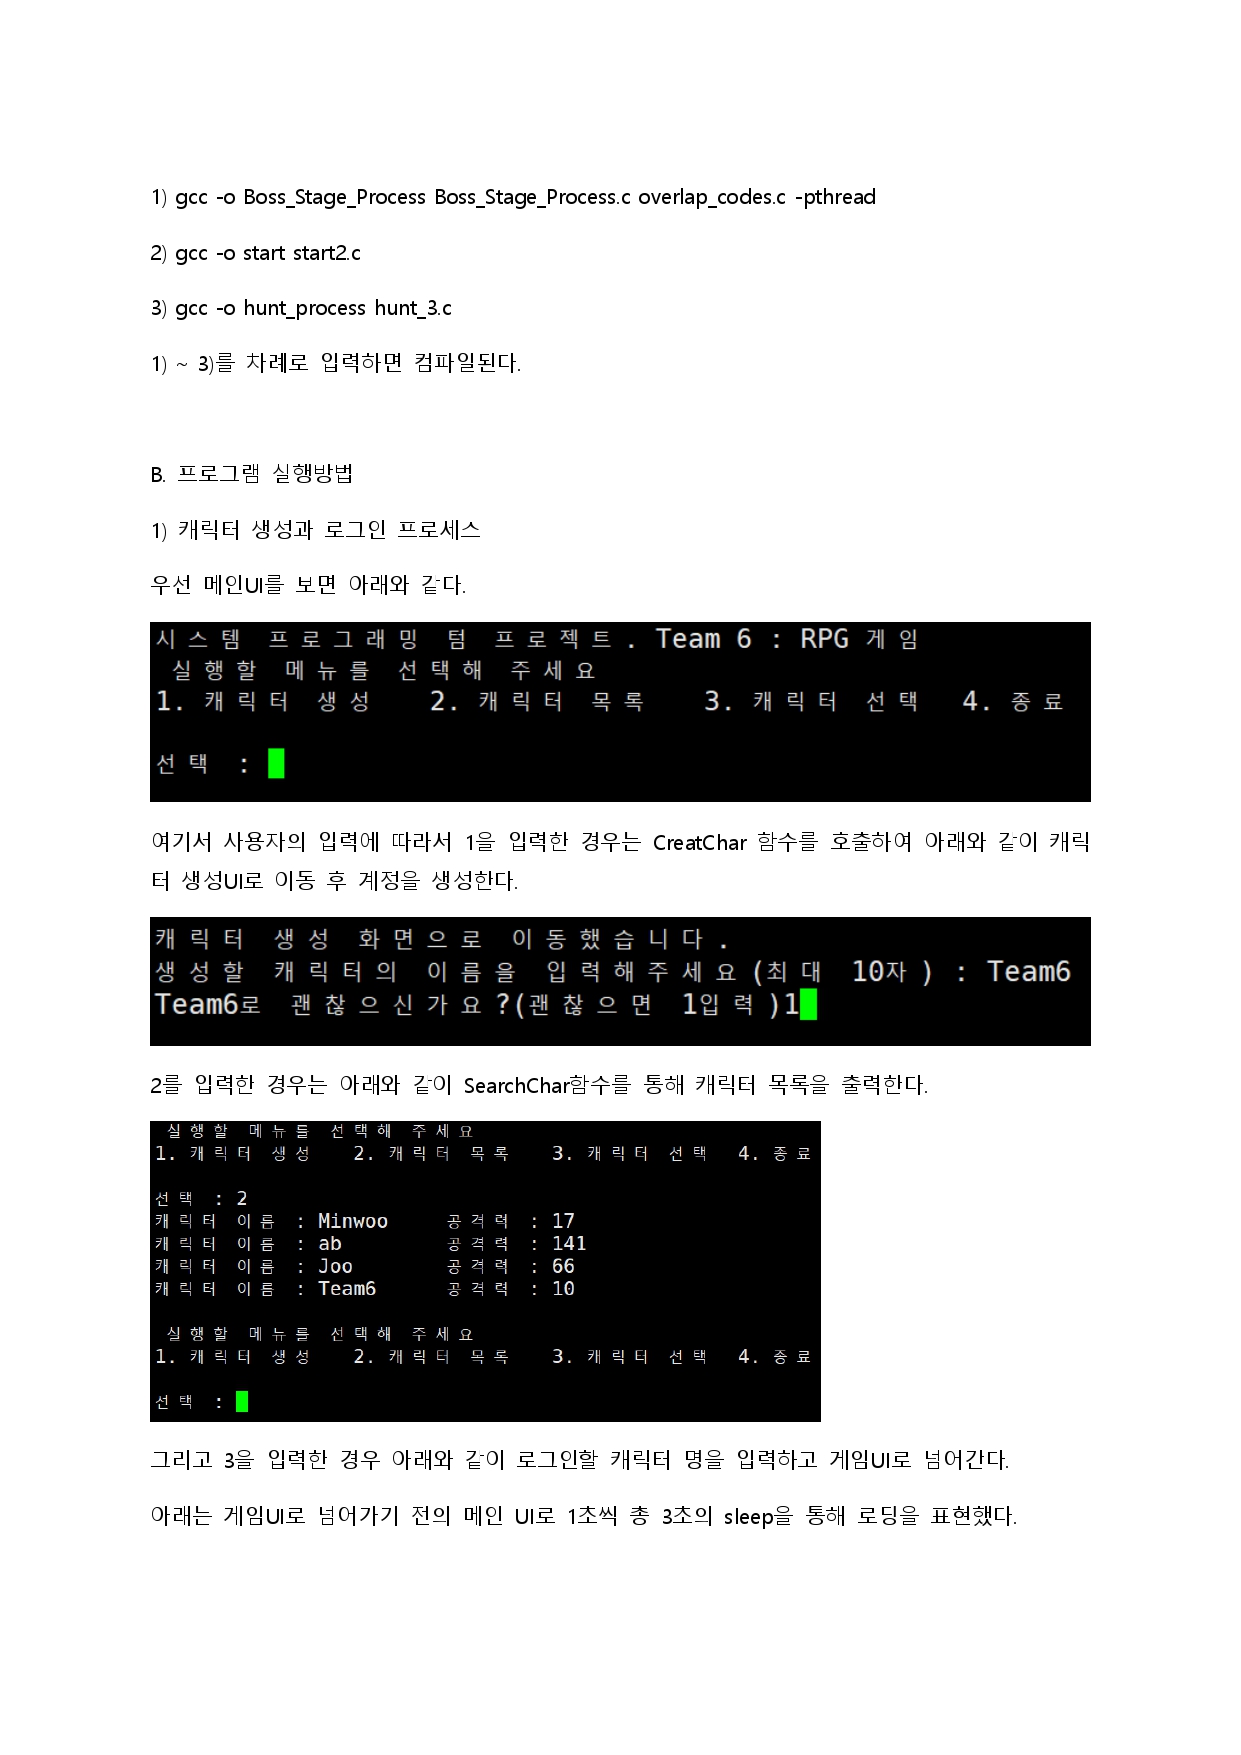 1) gcc -o Boss_Stage_Process Boss_Stage_Process.c overlap_codes.c -pthread
2) gcc -o start start2.c
3) gcc -o hunt_process hunt_3.c
1) ~ 3)를 차례로 입력하면 컴파일된다.
B. 프로그램 실행방법
1) 캐릭터 생성과 로그인 프로세스
우선 메인UI를 보면 아래와 같다.
시스템 프로그래밍 텀 프로젝트. Team 6 : RPG 게임
실행할 메뉴를 선택해 주세요
1. 캐릭터 생성 2. 캐릭터 목록 3. 캐릭터 선택 4. 종료
선택 :
여기서 사용자의 입력에 따라서 1을 입력한 경우는 CreatChar 함수를 호출하여 아래와 같이 캐릭
터 생성UI로 이동 후 계정을 생성한다.
캐릭터 생성 화면으로 이동했습니다.
생성할 캐릭터의 이름을 입력해주세요(최대 10자) : Team6
Team6로 괜찮으신가요?(괜찮으면 1입력)1
2를 입력한 경우는 아래와 같이 SearchChar함수를 통해 캐릭터 목록을 출력한다.
실행할 메뉴를 선택해 주세요
1. 캐릭터 생성 2. 캐릭터 목록 3. 캐릭터 선택 4. 종료
선택 : 2
캐릭터 이름 : Minwoo 공격력 : 17
캐릭터 이름 : ab 공격력 : 141
캐릭터 이름 : Joo 공격력 : 66
캐릭터 이름 : Team6 공격력 : 10
실행할 메뉴를 선택해 주세요
1. 캐릭터 생성 2. 캐릭터 목록 3. 캐릭터 선택 4. 종료
선택 :
그리고 3을 입력한 경우 아래와 같이 로그인할 캐릭터 명을 입력하고 게임UI로 넘어간다.
아래는 게임UI로 넘어가기 전의 메인 UI로 1초씩 총 3초의 sleep을 통해 로딩을 표현했다.